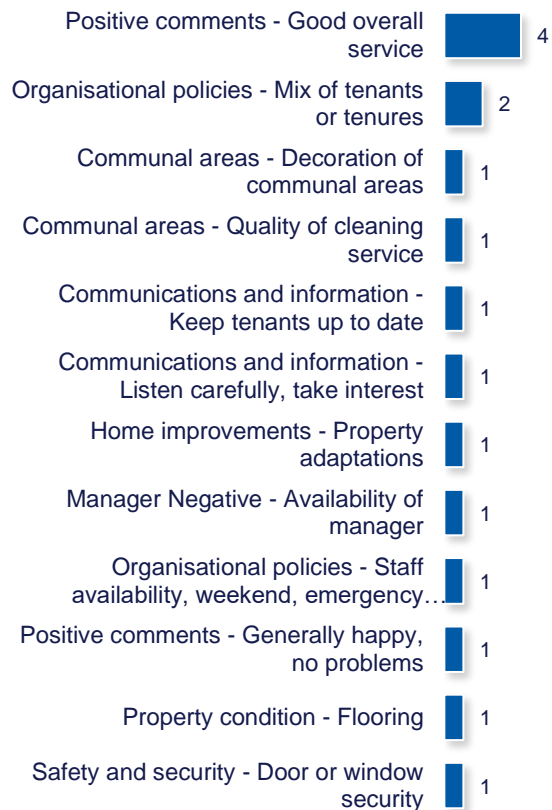 Positive comments - Good overall
service
4
Organisational policies - Mix of tenants
or tenures
2
Communal areas - Decoration of
communal areas
1
Communal areas - Quality of cleaning
service
1
Communications and information -
Keep tenants up to date
1
Communications and information -
Listen carefully, take interest
1
Home improvements - Property
adaptations
1
Manager Negative - Availability of
manager
1
Organisational policies - Staff
availability, weekend, emergency…
1
Positive comments - Generally happy,
no problems
1
Property condition - Flooring
1
Safety and security - Door or window
security
1